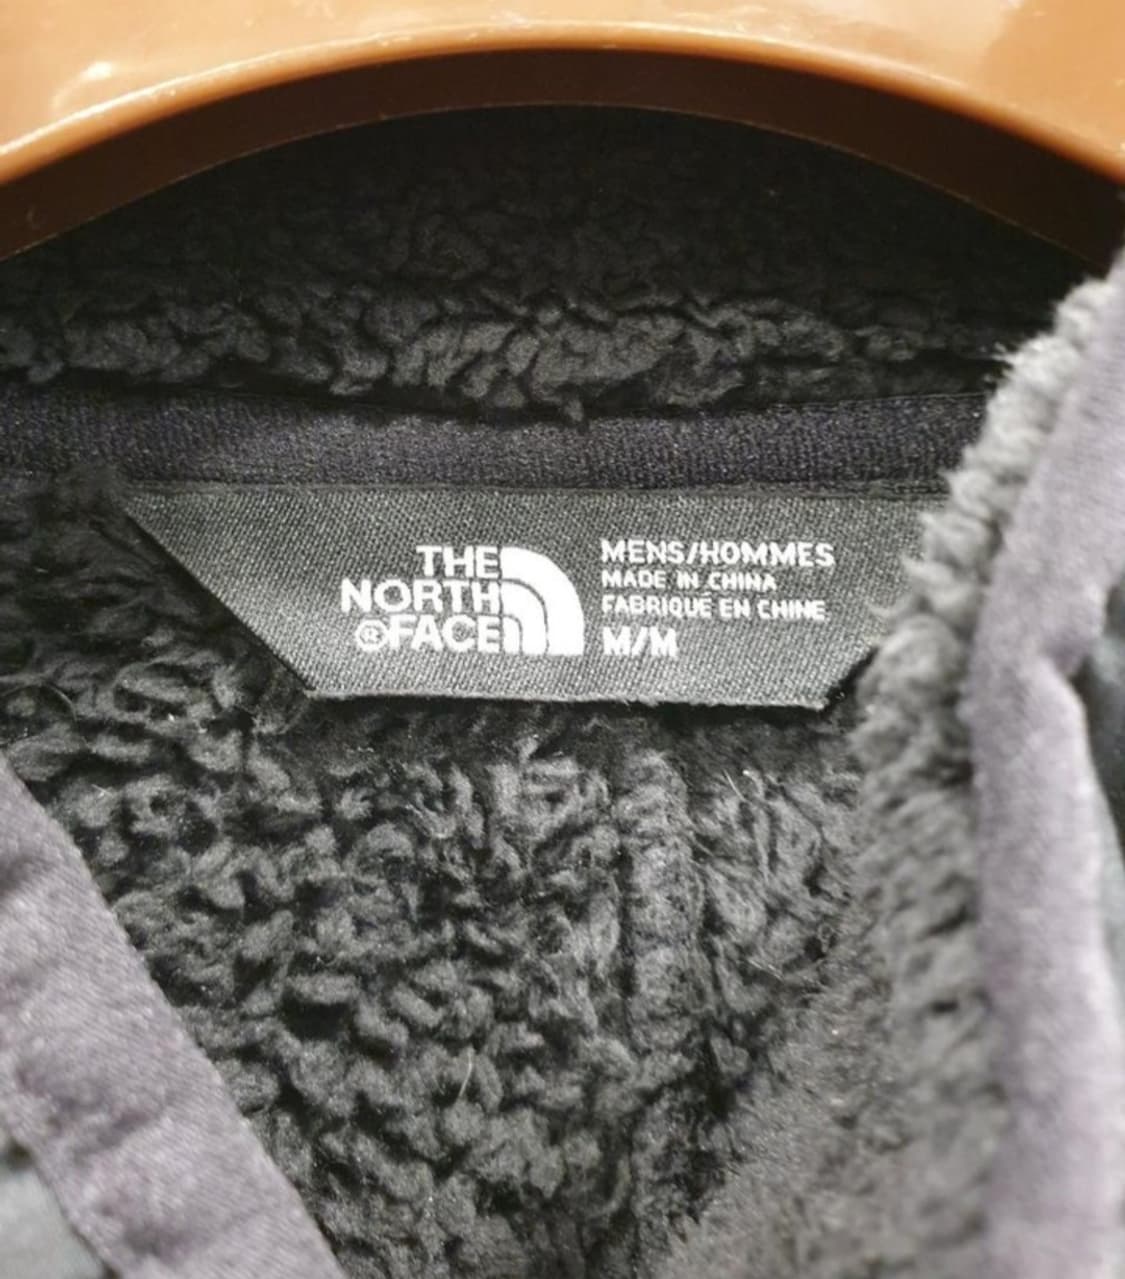 THE
NORTH
®FACE
MENS/HOMMES
MADE IN CHINA
FABRIQUÉ EN CHINE
M/M